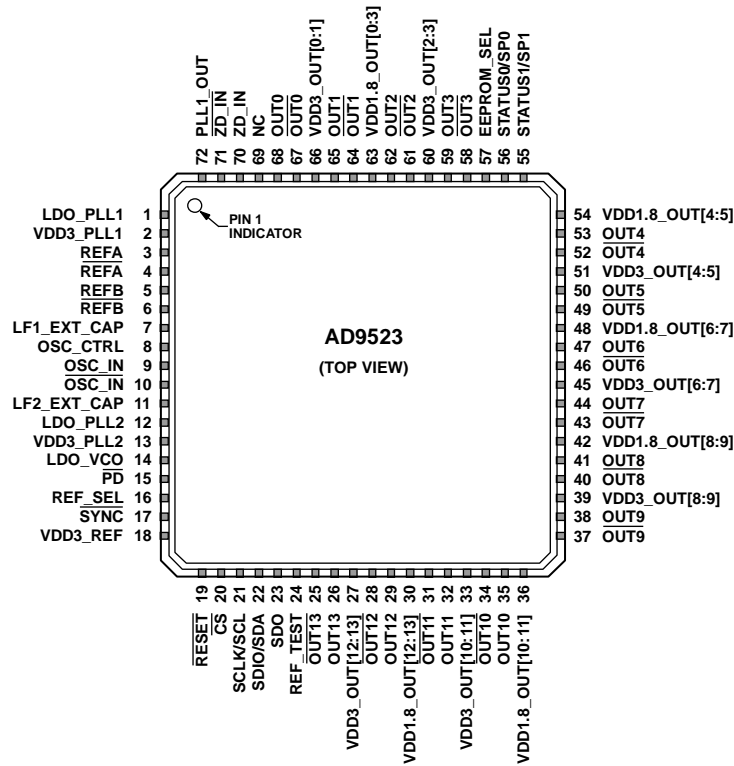 72 PLL1_OUT
71 ZD_IN
70 ZD_IN
69 NC
68 OUT0
67 OUT0
66 VDD3_OUT[0:1]
65 OUT1
64 OUT1
63 VDD1.8_OUT[0:3]
62 OUT2
61 OUT2
60 VDD3_OUT[2:3]
59 OUT3
58 OUT3
57 EEPROM_SEL
56 STATUS0/SP0
55 STATUS1/SP1
LDO_PLL1 1
VDD3_PLL1 2
REFA 3
REFA 4
REFB 5
REFB 6
LF1_EXT_CAP 7
OSC_CTRL 8
OSC_IN 9
OSC_IN 10
LF2_EXT_CAP 11
LDO_PLL2 12
VDD3_PLL2 13
LDO_VCO 14
PD 15
REF_SEL 16
SYNC 17
VDD3_REF 18
PIN 1
INDICATOR
AD9523
(TOP VIEW)
54 VDD1.8_OUT[4:5]
53 OUT4
52 OUT4
51 VDD3_OUT[4:5]
50 OUT5
49 OUT5
48 VDD1.8_OUT[6:7]
47 OUT6
46 OUT6
45 VDD3_OUT[6:7]
44 OUT7
43 OUT7
42 VDD1.8_OUT[8:9]
41 OUT8
40 OUT8
39 VDD3_OUT[8:9]
38 OUT9
37 OUT9
RESET 19
CS 20
SCLK/SCL 21
SDIO/SDA 22
SDO 23
REF_TEST 24
OUT13 25
OUT13 26
VDD3_OUT[12:13] 27
OUT12 28
OUT12 29
VDD1.8_OUT[12:13] 30
OUT11 31
OUT11 32
VDD3_OUT[10:11] 33
OUT10 34
OUT10 35
VDD1.8_OUT[10:11] 36